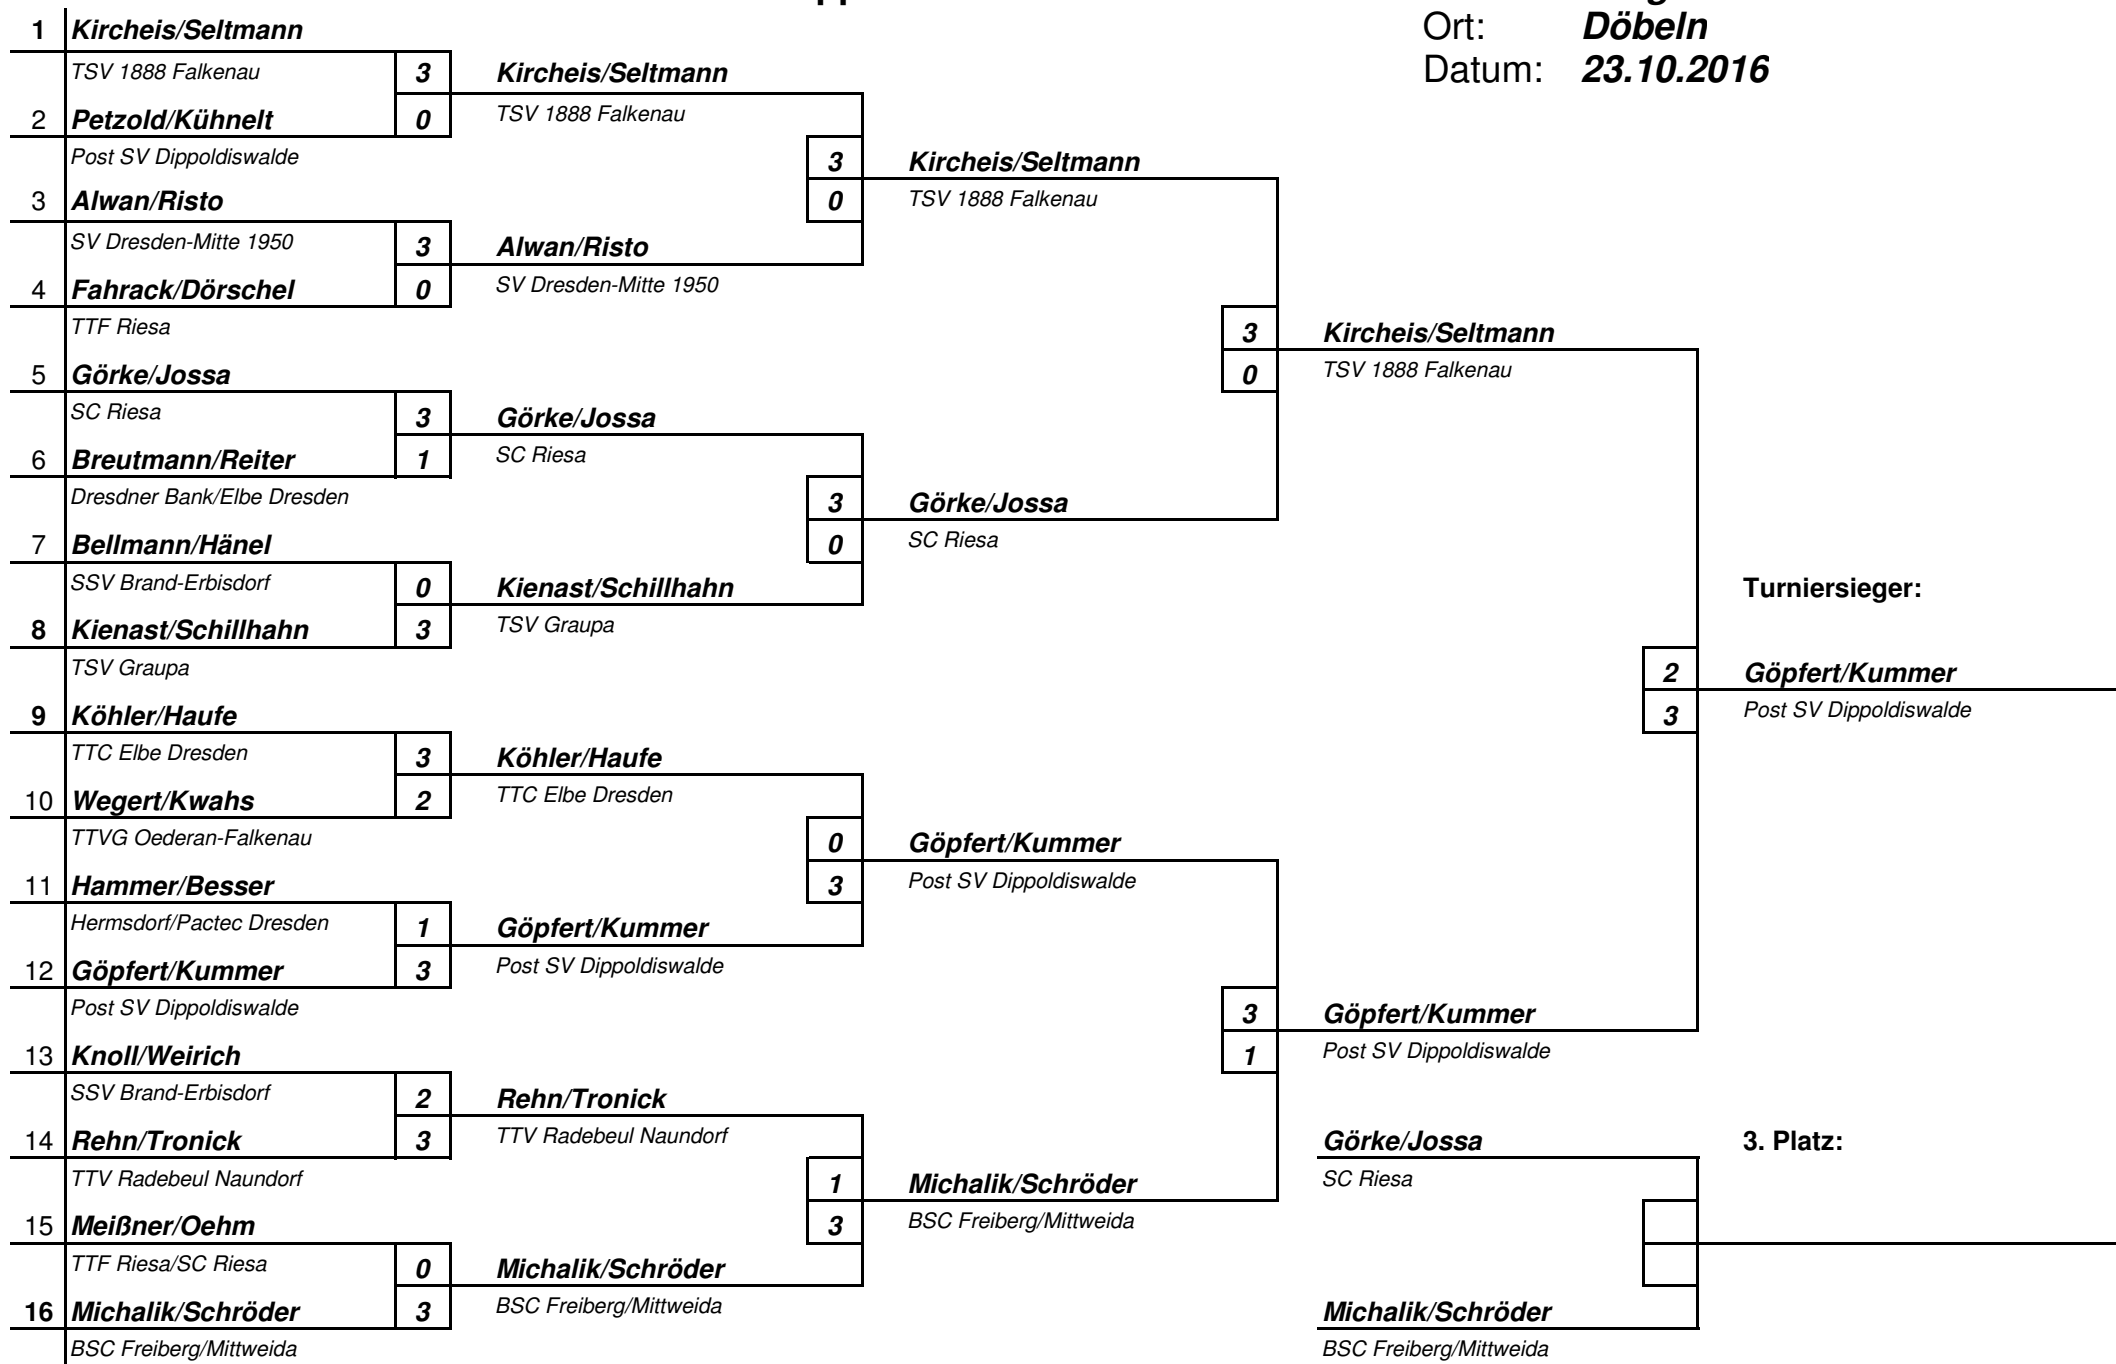 Ort: Döbeln
Datum: 23.10.2016
1 Kircheis/Seltmann
TSV 1888 Falkenau 3
2 Petzold/Kühnelt 0
Post SV Dippoldiswalde
3 Alwan/Risto
SV Dresden-Mitte 1950 3
4 Fahrack/Dörschel 0
TTF Riesa
5 Görke/Jossa
SC Riesa 3
6 Breutmann/Reiter 1
Dresdner Bank/Elbe Dresden
7 Bellmann/Hänel
SSV Brand-Erbisdorf 0
8 Kienast/Schillhahn 3
TSV Graupa
9 Köhler/Haufe
TTC Elbe Dresden 3
10 Wegert/Kwahs 2
TTVG Oederan-Falkenau
11 Hammer/Besser
Hermsdorf/Pactec Dresden 1
12 Göpfert/Kummer 3
Post SV Dippoldiswalde
13 Knoll/Weirich
SSV Brand-Erbisdorf 2
14 Rehn/Tronick 3
TTV Radebeul Naundorf
15 Meißner/Oehm
TTF Riesa/SC Riesa 0
16 Michalik/Schröder 3
BSC Freiberg/Mittweida
Kircheis/Seltmann
TSV 1888 Falkenau
3
0
Alwan/Risto
SV Dresden-Mitte 1950
Görke/Jossa
SC Riesa
3
0
Kienast/Schillhahn
TSV Graupa
Köhler/Haufe
TTC Elbe Dresden
0
3
Göpfert/Kummer
Post SV Dippoldiswalde
Rehn/Tronick
TTV Radebeul Naundorf
1
3
Michalik/Schröder
BSC Freiberg/Mittweida
Kircheis/Seltmann
TSV 1888 Falkenau
3
0
Görke/Jossa
SC Riesa
Göpfert/Kummer
Post SV Dippoldiswalde
3
1
Michalik/Schröder
BSC Freiberg/Mittweida
Kircheis/Seltmann
TSV 1888 Falkenau
2
3
Göpfert/Kummer
Post SV Dippoldiswalde
Turniersieger:
Göpfert/Kummer
Post SV Dippoldiswalde
Görke/Jossa
SC Riesa
3. Platz:
Michalik/Schröder
BSC Freiberg/Mittweida